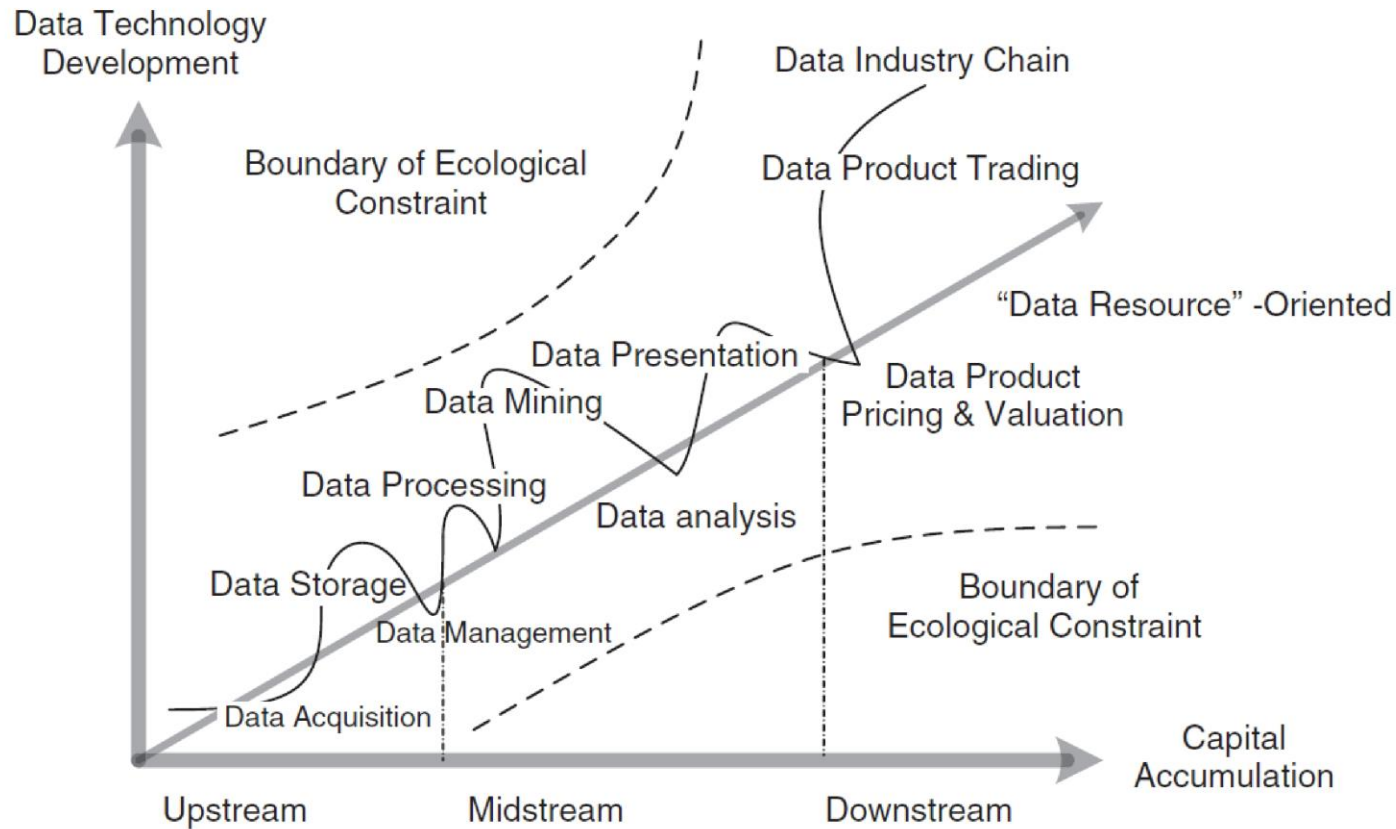 Data Technology
Development
Data Industry Chain
Boundary of Ecological
Constraint
Data Product Trading
“Data Resource” -Oriented
Data Presentation
Data Product
Pricing & Valuation
Data Mining
Data Processing
Data analysis
Data Storage
Boundary of
Ecological Constraint
Data Management
Data Acquisition
Capital
Accumulation
Upstream
Midstream
Downstream